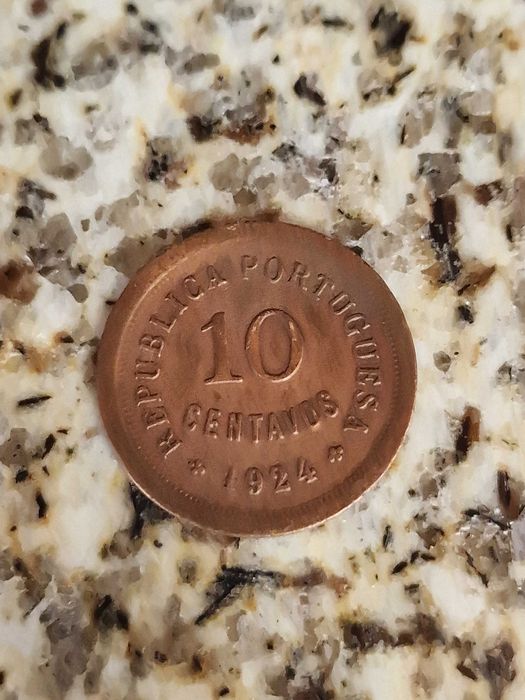 REPUBLICA PORTUGUESA
10
CENTAVOS
* 1924 *